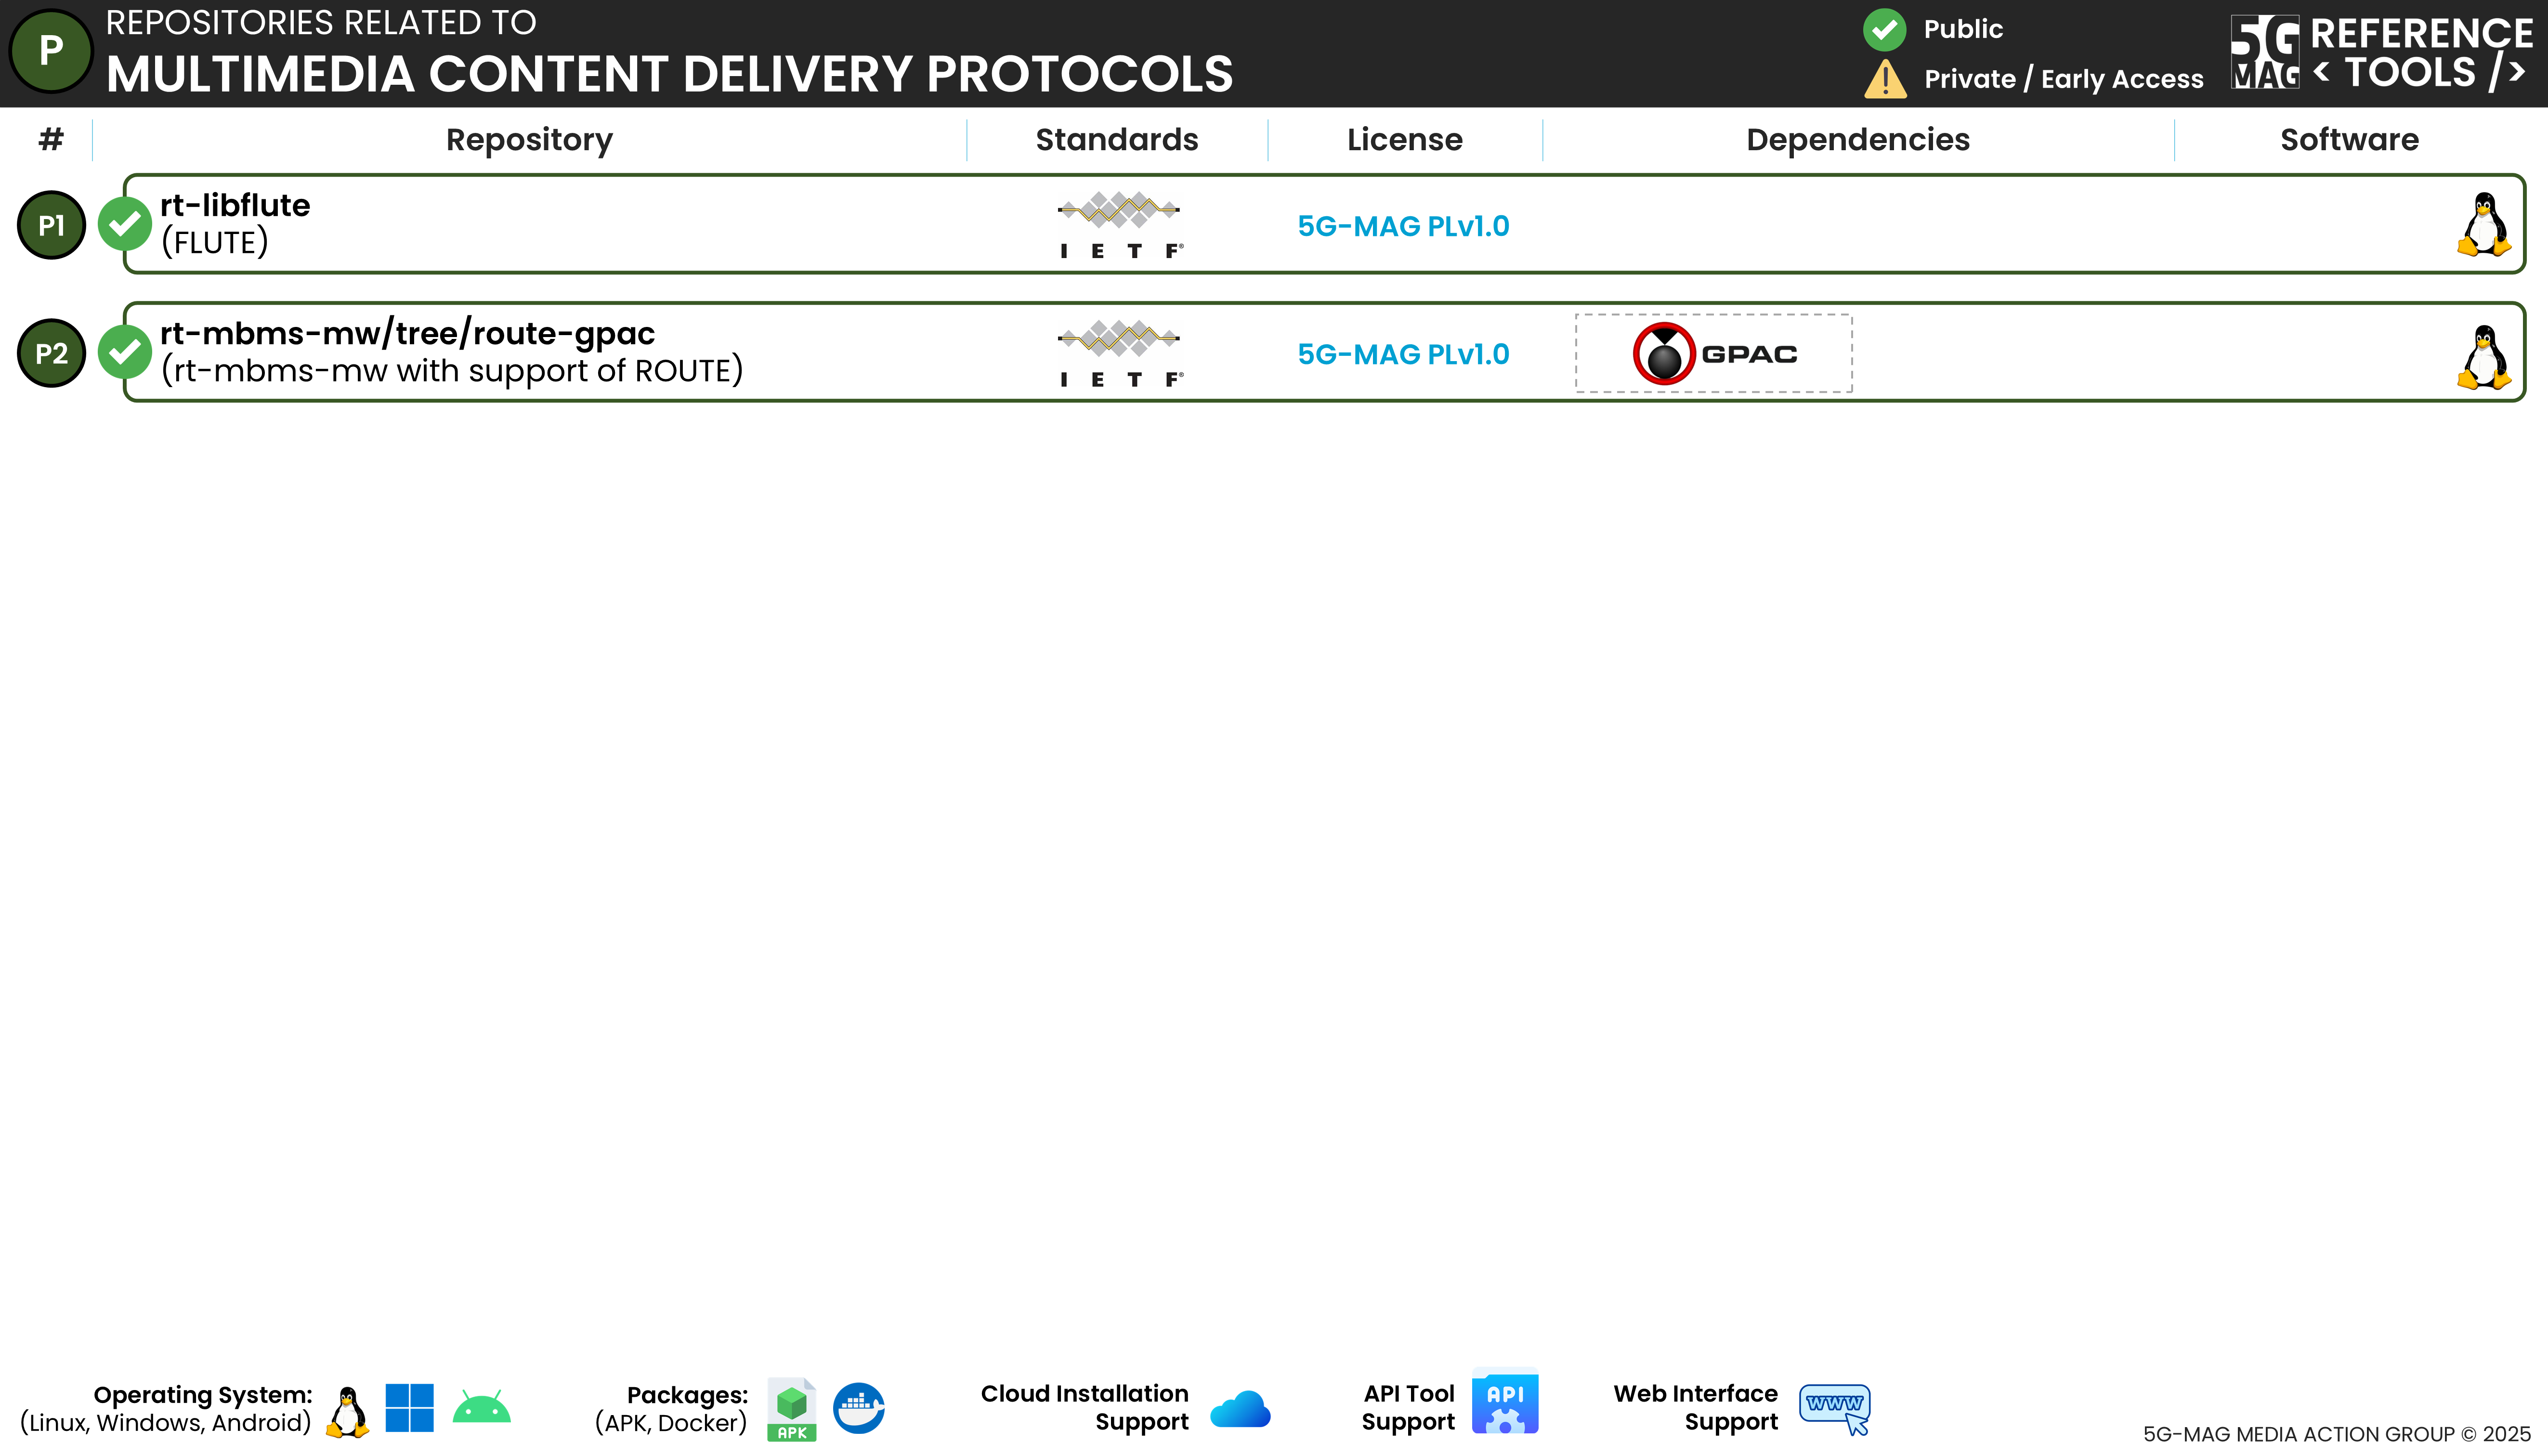 P
REPOSITORIES RELATED TO
MULTIMEDIA CONTENT DELIVERY PROTOCOLS
Public
Private / Early Access
5G
MAG
REFERENCE
< TOOLS />
# Repository Standards License Dependencies Software
P1
rt-libflute
(FLUTE)
I E T F®
5G-MAG PLv1.0
P2
rt-mbms-mw/tree/route-gpac
(rt-mbms-mw with support of ROUTE)
I E T F®
5G-MAG PLv1.0
GPAC
Operating System:
(Linux, Windows, Android)
Packages:
(APK, Docker)
APK
Cloud Installation
Support
API Tool
Support
API
Web Interface
Support
WWW
5G-MAG MEDIA ACTION GROUP © 2025